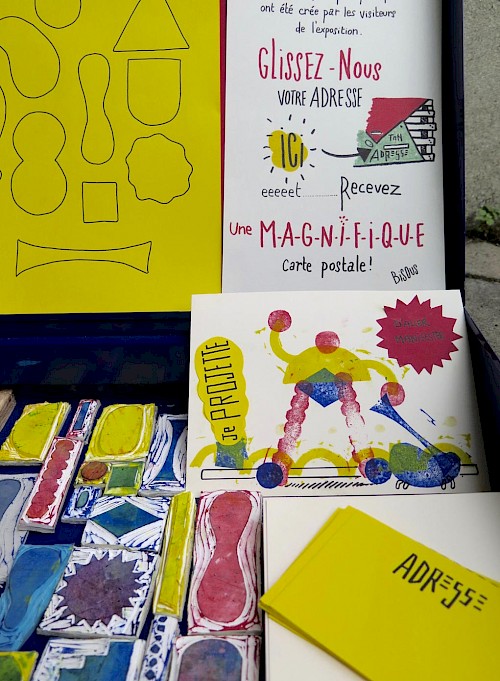 ont été crée par les visiteurs
de l'exposition.
GLISSEZ-NOUS
VOTRE ADRESSE
ICI
TON
ADRESSE
eeeeet..........Recevez
Une M-A-G-N-Ï-F-i-Q-U-E
carte postale!
BiSOUS
Je PROJETTE
ADRESSE